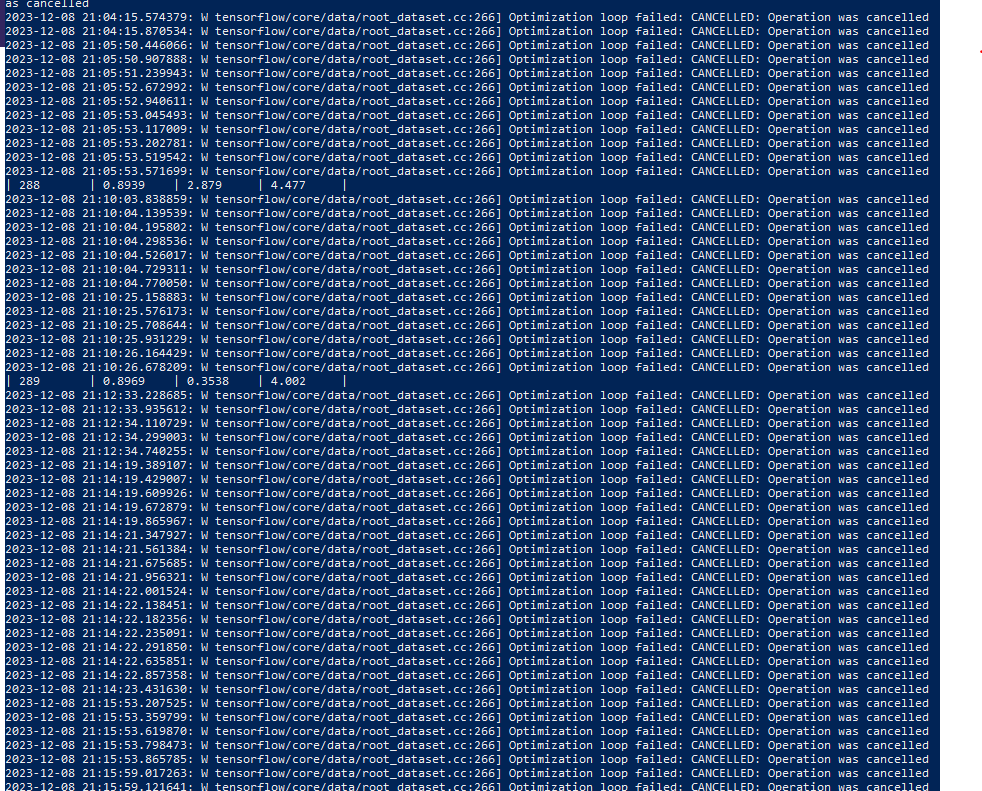 as cancelled
2023-12-08 21:04:15.574379: W tensorflow/core/data/root_dataset.cc:266] Optimization loop failed: CANCELLED: Operation was cancelled
2023-12-08 21:04:15.870534: W tensorflow/core/data/root_dataset.cc:266] Optimization loop failed: CANCELLED: Operation was cancelled
2023-12-08 21:05:50.446066: W tensorflow/core/data/root_dataset.cc:266] Optimization loop failed: CANCELLED: Operation was cancelled
2023-12-08 21:05:50.907888: W tensorflow/core/data/root_dataset.cc:266] Optimization loop failed: CANCELLED: Operation was cancelled
2023-12-08 21:05:51.239943: W tensorflow/core/data/root_dataset.cc:266] Optimization loop failed: CANCELLED: Operation was cancelled
2023-12-08 21:05:52.672992: W tensorflow/core/data/root_dataset.cc:266] Optimization loop failed: CANCELLED: Operation was cancelled
2023-12-08 21:05:52.940611: W tensorflow/core/data/root_dataset.cc:266] Optimization loop failed: CANCELLED: Operation was cancelled
2023-12-08 21:05:53.045493: W tensorflow/core/data/root_dataset.cc:266] Optimization loop failed: CANCELLED: Operation was cancelled
2023-12-08 21:05:53.117009: W tensorflow/core/data/root_dataset.cc:266] Optimization loop failed: CANCELLED: Operation was cancelled
2023-12-08 21:05:53.202781: W tensorflow/core/data/root_dataset.cc:266] Optimization loop failed: CANCELLED: Operation was cancelled
2023-12-08 21:05:53.519542: W tensorflow/core/data/root_dataset.cc:266] Optimization loop failed: CANCELLED: Operation was cancelled
2023-12-08 21:05:53.571699: W tensorflow/core/data/root_dataset.cc:266] Optimization loop failed: CANCELLED: Operation was cancelled
| 288       | 0.8939    | 2.879     | 4.477     |
2023-12-08 21:10:03.838859: W tensorflow/core/data/root_dataset.cc:266] Optimization loop failed: CANCELLED: Operation was cancelled
2023-12-08 21:10:04.139539: W tensorflow/core/data/root_dataset.cc:266] Optimization loop failed: CANCELLED: Operation was cancelled
2023-12-08 21:10:04.195802: W tensorflow/core/data/root_dataset.cc:266] Optimization loop failed: CANCELLED: Operation was cancelled
2023-12-08 21:10:04.298536: W tensorflow/core/data/root_dataset.cc:266] Optimization loop failed: CANCELLED: Operation was cancelled
2023-12-08 21:10:04.526017: W tensorflow/core/data/root_dataset.cc:266] Optimization loop failed: CANCELLED: Operation was cancelled
2023-12-08 21:10:04.729311: W tensorflow/core/data/root_dataset.cc:266] Optimization loop failed: CANCELLED: Operation was cancelled
2023-12-08 21:10:04.770050: W tensorflow/core/data/root_dataset.cc:266] Optimization loop failed: CANCELLED: Operation was cancelled
2023-12-08 21:10:25.158883: W tensorflow/core/data/root_dataset.cc:266] Optimization loop failed: CANCELLED: Operation was cancelled
2023-12-08 21:10:25.576173: W tensorflow/core/data/root_dataset.cc:266] Optimization loop failed: CANCELLED: Operation was cancelled
2023-12-08 21:10:25.708644: W tensorflow/core/data/root_dataset.cc:266] Optimization loop failed: CANCELLED: Operation was cancelled
2023-12-08 21:10:25.931229: W tensorflow/core/data/root_dataset.cc:266] Optimization loop failed: CANCELLED: Operation was cancelled
2023-12-08 21:10:26.164429: W tensorflow/core/data/root_dataset.cc:266] Optimization loop failed: CANCELLED: Operation was cancelled
2023-12-08 21:10:26.678209: W tensorflow/core/data/root_dataset.cc:266] Optimization loop failed: CANCELLED: Operation was cancelled
| 289       | 0.8969    | 0.3538    | 4.002     |
2023-12-08 21:12:33.228685: W tensorflow/core/data/root_dataset.cc:266] Optimization loop failed: CANCELLED: Operation was cancelled
2023-12-08 21:12:33.935612: W tensorflow/core/data/root_dataset.cc:266] Optimization loop failed: CANCELLED: Operation was cancelled
2023-12-08 21:12:34.110729: W tensorflow/core/data/root_dataset.cc:266] Optimization loop failed: CANCELLED: Operation was cancelled
2023-12-08 21:12:34.299003: W tensorflow/core/data/root_dataset.cc:266] Optimization loop failed: CANCELLED: Operation was cancelled
2023-12-08 21:12:34.740255: W tensorflow/core/data/root_dataset.cc:266] Optimization loop failed: CANCELLED: Operation was cancelled
2023-12-08 21:14:19.389107: W tensorflow/core/data/root_dataset.cc:266] Optimization loop failed: CANCELLED: Operation was cancelled
2023-12-08 21:14:19.429007: W tensorflow/core/data/root_dataset.cc:266] Optimization loop failed: CANCELLED: Operation was cancelled
2023-12-08 21:14:19.609926: W tensorflow/core/data/root_dataset.cc:266] Optimization loop failed: CANCELLED: Operation was cancelled
2023-12-08 21:14:19.672879: W tensorflow/core/data/root_dataset.cc:266] Optimization loop failed: CANCELLED: Operation was cancelled
2023-12-08 21:14:19.865967: W tensorflow/core/data/root_dataset.cc:266] Optimization loop failed: CANCELLED: Operation was cancelled
2023-12-08 21:14:21.347927: W tensorflow/core/data/root_dataset.cc:266] Optimization loop failed: CANCELLED: Operation was cancelled
2023-12-08 21:14:21.561384: W tensorflow/core/data/root_dataset.cc:266] Optimization loop failed: CANCELLED: Operation was cancelled
2023-12-08 21:14:21.675685: W tensorflow/core/data/root_dataset.cc:266] Optimization loop failed: CANCELLED: Operation was cancelled
2023-12-08 21:14:21.956321: W tensorflow/core/data/root_dataset.cc:266] Optimization loop failed: CANCELLED: Operation was cancelled
2023-12-08 21:14:22.001524: W tensorflow/core/data/root_dataset.cc:266] Optimization loop failed: CANCELLED: Operation was cancelled
2023-12-08 21:14:22.138451: W tensorflow/core/data/root_dataset.cc:266] Optimization loop failed: CANCELLED: Operation was cancelled
2023-12-08 21:14:22.182356: W tensorflow/core/data/root_dataset.cc:266] Optimization loop failed: CANCELLED: Operation was cancelled
2023-12-08 21:14:22.235091: W tensorflow/core/data/root_dataset.cc:266] Optimization loop failed: CANCELLED: Operation was cancelled
2023-12-08 21:14:22.291850: W tensorflow/core/data/root_dataset.cc:266] Optimization loop failed: CANCELLED: Operation was cancelled
2023-12-08 21:14:22.635851: W tensorflow/core/data/root_dataset.cc:266] Optimization loop failed: CANCELLED: Operation was cancelled
2023-12-08 21:14:22.857358: W tensorflow/core/data/root_dataset.cc:266] Optimization loop failed: CANCELLED: Operation was cancelled
2023-12-08 21:14:23.431630: W tensorflow/core/data/root_dataset.cc:266] Optimization loop failed: CANCELLED: Operation was cancelled
2023-12-08 21:15:53.207525: W tensorflow/core/data/root_dataset.cc:266] Optimization loop failed: CANCELLED: Operation was cancelled
2023-12-08 21:15:53.359799: W tensorflow/core/data/root_dataset.cc:266] Optimization loop failed: CANCELLED: Operation was cancelled
2023-12-08 21:15:53.619870: W tensorflow/core/data/root_dataset.cc:266] Optimization loop failed: CANCELLED: Operation was cancelled
2023-12-08 21:15:53.798473: W tensorflow/core/data/root_dataset.cc:266] Optimization loop failed: CANCELLED: Operation was cancelled
2023-12-08 21:15:53.865785: W tensorflow/core/data/root_dataset.cc:266] Optimization loop failed: CANCELLED: Operation was cancelled
2023-12-08 21:15:59.017263: W tensorflow/core/data/root_dataset.cc:266] Optimization loop failed: CANCELLED: Operation was cancelled
2023-12-08 21:15:59.121641: W tensorflow/core/data/root_dataset.cc:266] Optimization loop failed: CANCELLED: Operation was cancelled